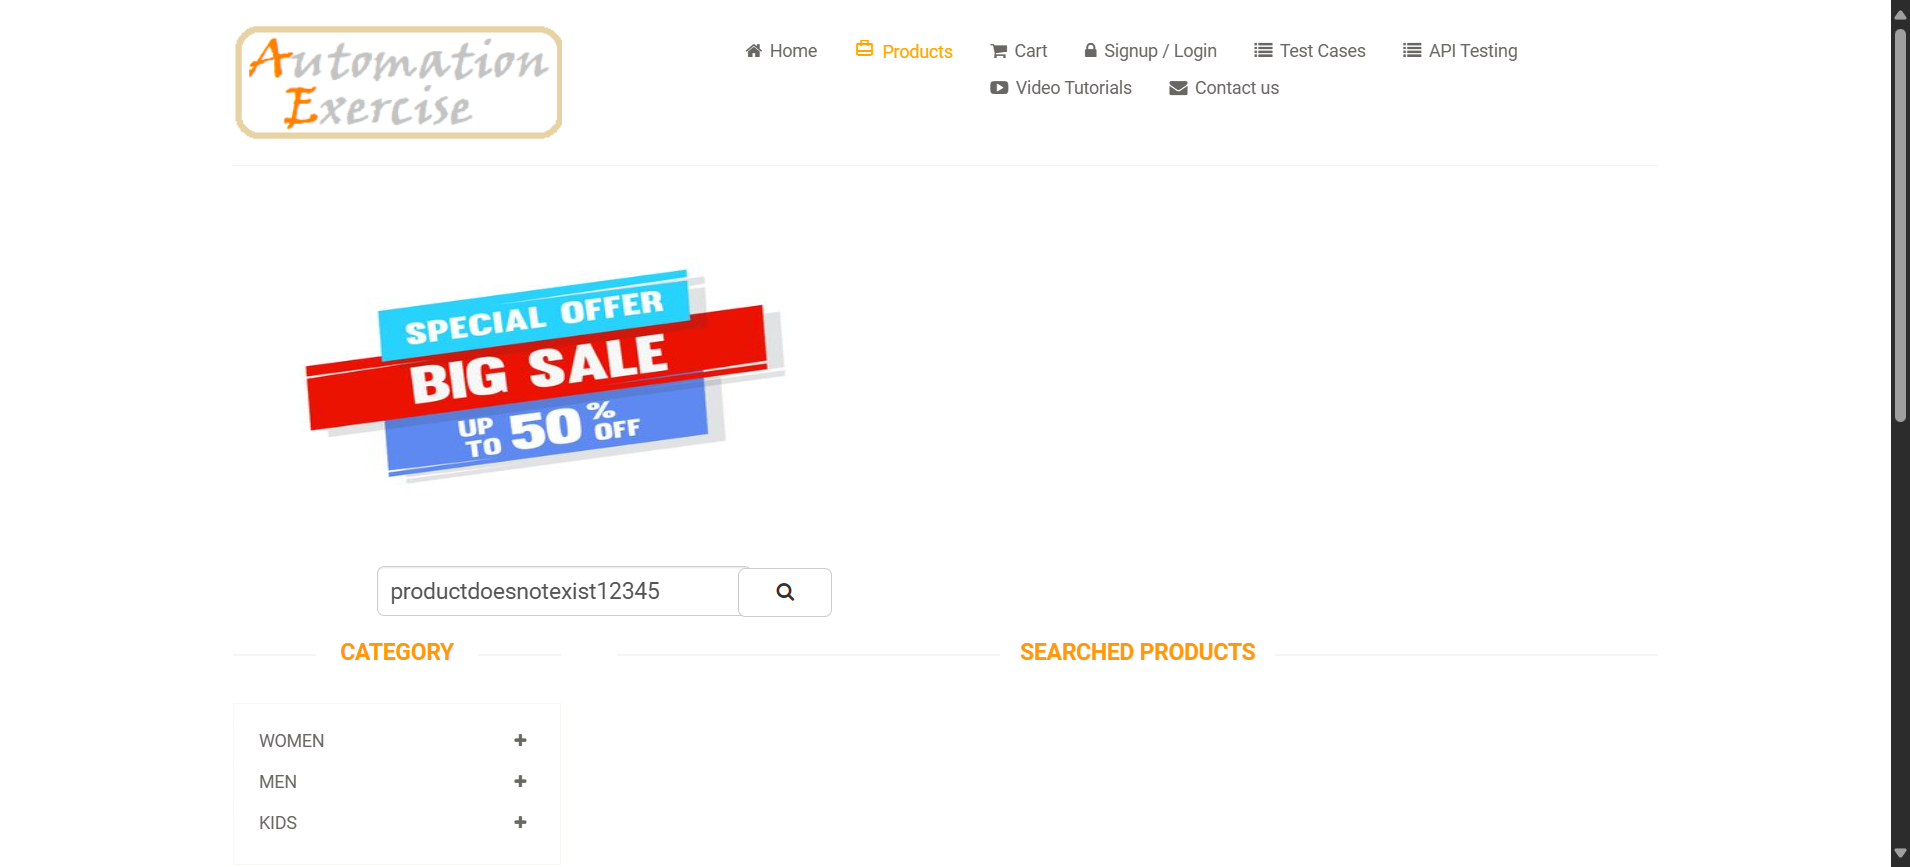 Automation
Exercise
Home
Products
Cart
Signup / Login
Test Cases
API Testing
Video Tutorials
Contact us
SPECIAL OFFER
BIG SALE
UP TO 50% OFF
productdoesnotexist12345
CATEGORY
SEARCHED PRODUCTS
WOMEN
MEN
KIDS